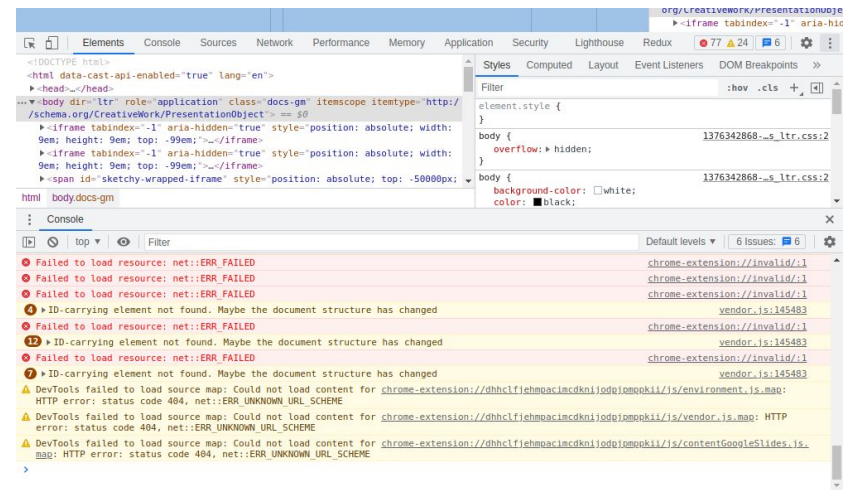 org/CreativeWork/PresentationObje
▶<iframe tabindex="-1" aria-hid
Elements Console Sources Network Performance Memory Application Security Lighthouse Redux 77 24 6
<!DOCTYPE html>
<html data-cast-api-enabled="true" lang="en">
▶<head>…</head>
…▼<body dir="ltr" role="application" class="docs-gm" itemscope itemtype="http:/
/schema.org/CreativeWork/PresentationObject"> == $0
▶<iframe tabindex="-1" aria-hidden="true" style="position: absolute; width:
9em; height: 9em; top: -99em;">…</iframe>
▶<iframe tabindex="-1" aria-hidden="true" style="position: absolute; width:
9em; height: 9em; top: -99em;">…</iframe>
▶<span id="sketchy-wrapped-iframe" style="position: absolute; top: -50000px;
html body.docs-gm
Styles Computed Layout Event Listeners DOM Breakpoints »
Filter :hov .cls +
element.style {
}
body { 1376342868-…s_ltr.css:2
overflow:▶ hidden;
}
body { 1376342868-…s_ltr.css:2
background-color: white;
color: black;
Console
top ▼ Filter Default levels ▼ 6 Issues: 6
Failed to load resource: net::ERR_FAILED chrome-extension://invalid/:1
Failed to load resource: net::ERR_FAILED chrome-extension://invalid/:1
Failed to load resource: net::ERR_FAILED chrome-extension://invalid/:1
4 ▶ID-carrying element not found. Maybe the document structure has changed vendor.js:145483
Failed to load resource: net::ERR_FAILED chrome-extension://invalid/:1
12 ▶ID-carrying element not found. Maybe the document structure has changed vendor.js:145483
Failed to load resource: net::ERR_FAILED chrome-extension://invalid/:1
7 ▶ID-carrying element not found. Maybe the document structure has changed vendor.js:145483
DevTools failed to load source map: Could not load content for chrome-extension://dhhclfjehmpacimcdknijodpjpmppkii/js/environment.js.map:
HTTP error: status code 404, net::ERR_UNKNOWN_URL_SCHEME
DevTools failed to load source map: Could not load content for chrome-extension://dhhclfjehmpacimcdknijodpjpmppkii/js/vendor.js.map: HTTP
error: status code 404, net::ERR_UNKNOWN_URL_SCHEME
DevTools failed to load source map: Could not load content for chrome-extension://dhhclfjehmpacimcdknijodpjpmppkii/js/contentGoogleSlides.js.
map: HTTP error: status code 404, net::ERR_UNKNOWN_URL_SCHEME